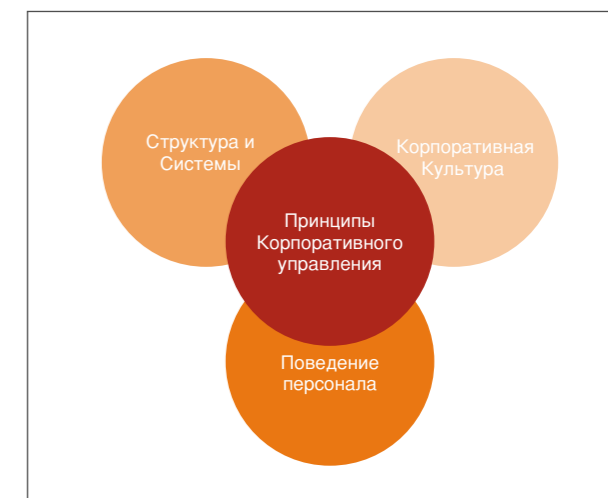 Структура и
Системы
Корпоративная
Культура
Принципы
Корпоративного
управления
Поведение
персонала